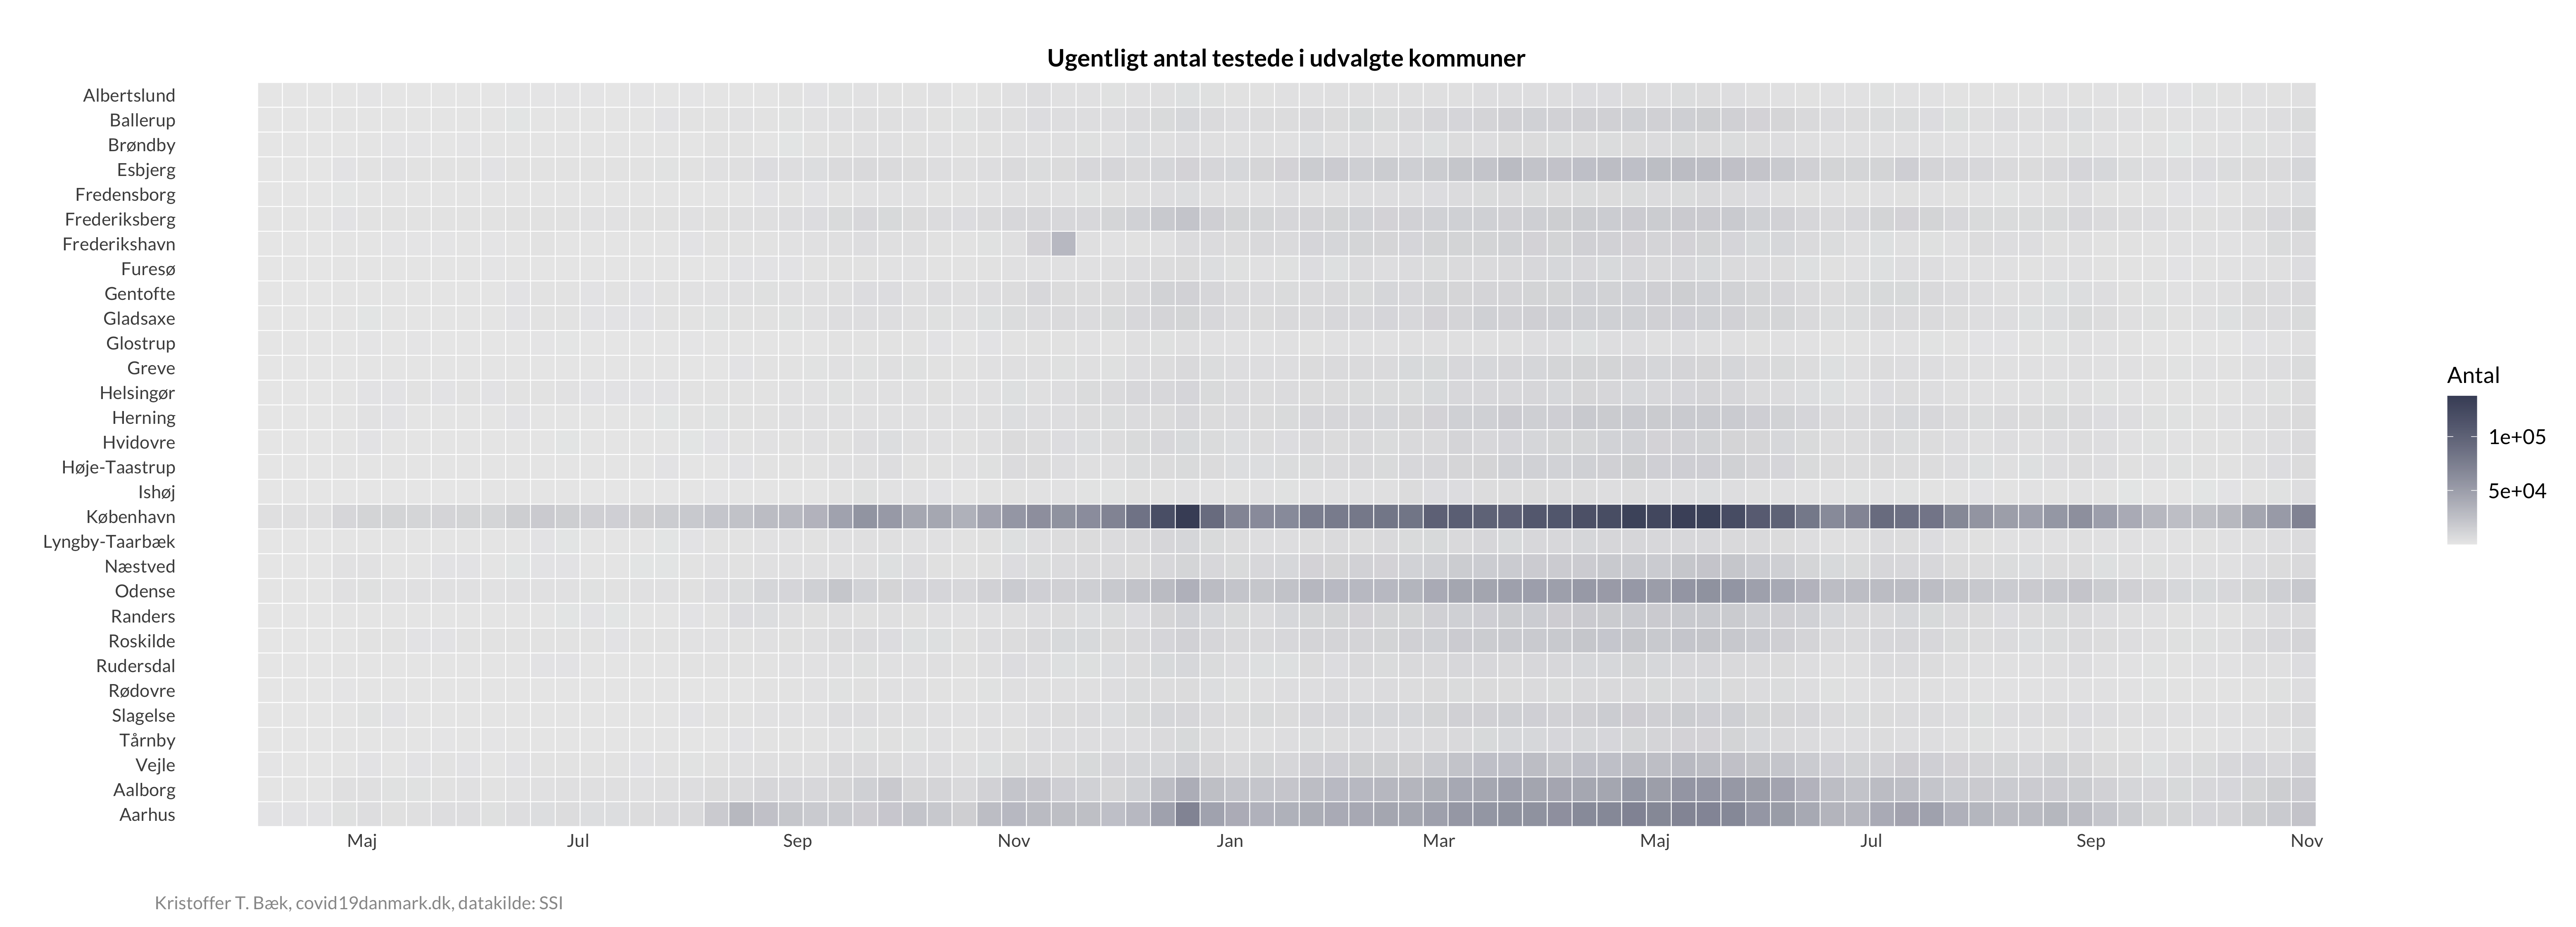 Ugentligt antal testede i udvalgte kommuner
Albertslund
Ballerup
Brøndby
Esbjerg
Fredensborg
Frederiksberg
Frederikshavn
Furesø
Gentofte
Gladsaxe
Glostrup
Greve
Helsingør
Herning
Hvidovre
Høje-Taastrup
Ishøj
København
Lyngby-Taarbæk
Næstved
Odense
Randers
Roskilde
Rudersdal
Rødovre
Slagelse
Tårnby
Vejle
Aalborg
Aarhus
Maj Jul Sep Nov Jan Mar Maj Jul Sep Nov
Antal
1e+05
5e+04
Kristoffer T. Bæk, covid19danmark.dk, datakilde: SSI